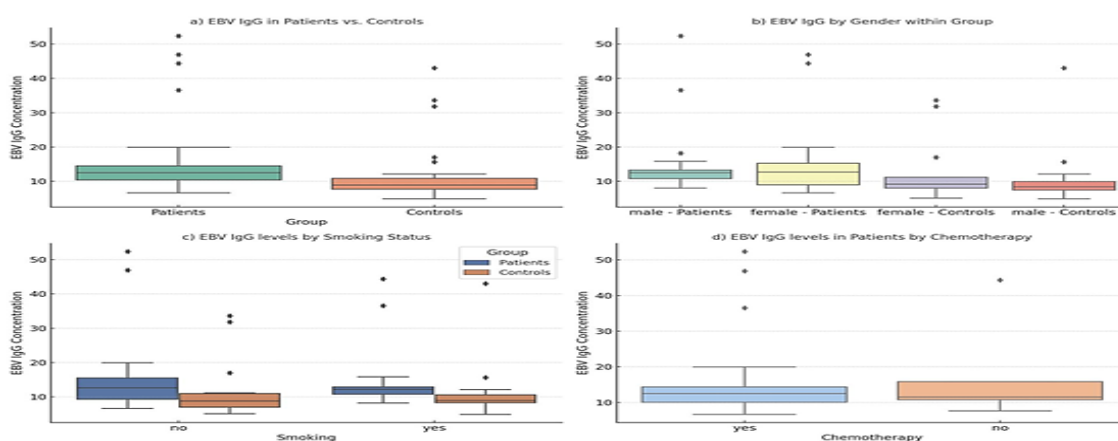 a) EBV IgG in Patients vs. Controls
EBV IgG Concentration
50
40
30
20
10
Patients
Controls
Group
b) EBV IgG by Gender within Group
EBV IgG Concentration
50
40
30
20
10
male - Patients
female - Patients
female - Controls
male - Controls
c) EBV IgG levels by Smoking Status
EBV IgG Concentration
50
40
30
20
10
Group
Patients
Controls
no
yes
Smoking
d) EBV IgG levels in Patients by Chemotherapy
EBV IgG Concentration
50
40
30
20
10
yes
no
Chemotherapy